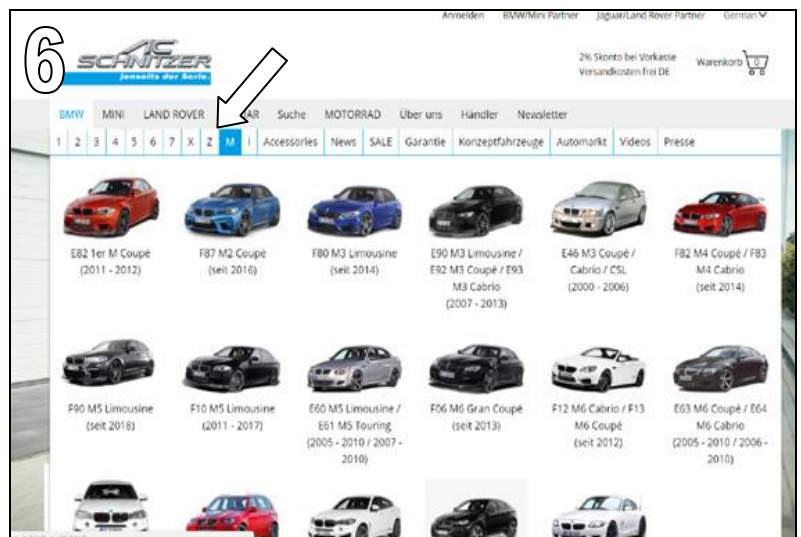 6
Anmelden BMW/Mini Partner Jaguar/Land Rover Partner German
AC
SCHNITZER
Jenseits der Serie.
2% Skonto bei Vorkasse
Versandkosten frei DE
Warenkorb 0
BMW MINI LAND ROVER AR Suche MOTORRAD Über uns Händler Newsletter
1 2 3 4 5 6 7 X Z M i Accessories News SALE Garantie Konzeptfahrzeuge Automarkt Videos Presse
E82 1er M Coupé F87 M2 Coupé F80 M3 Limousine E90 M3 Limousine / E46 M3 Coupé / F82 M4 Coupé / F83
(2011 - 2012) (seit 2016) (seit 2014) E92 M3 Coupé / E93 Cabrio / CSL M4 Cabrio
M3 Cabrio (2000 - 2006) (seit 2014)
(2007 - 2013)
F90 M5 Limousine F10 M5 Limousine E60 M5 Limousine / F06 M6 Gran Coupé F12 M6 Cabrio / F13 E63 M6 Coupé / E64
(seit 2018) (2011 - 2017) E61 M5 Touring (seit 2013) M6 Coupé M6 Cabrio
(2005 - 2010 / 2007 - (seit 2012) (2005 - 2010 / 2006 -
2010) 2010)